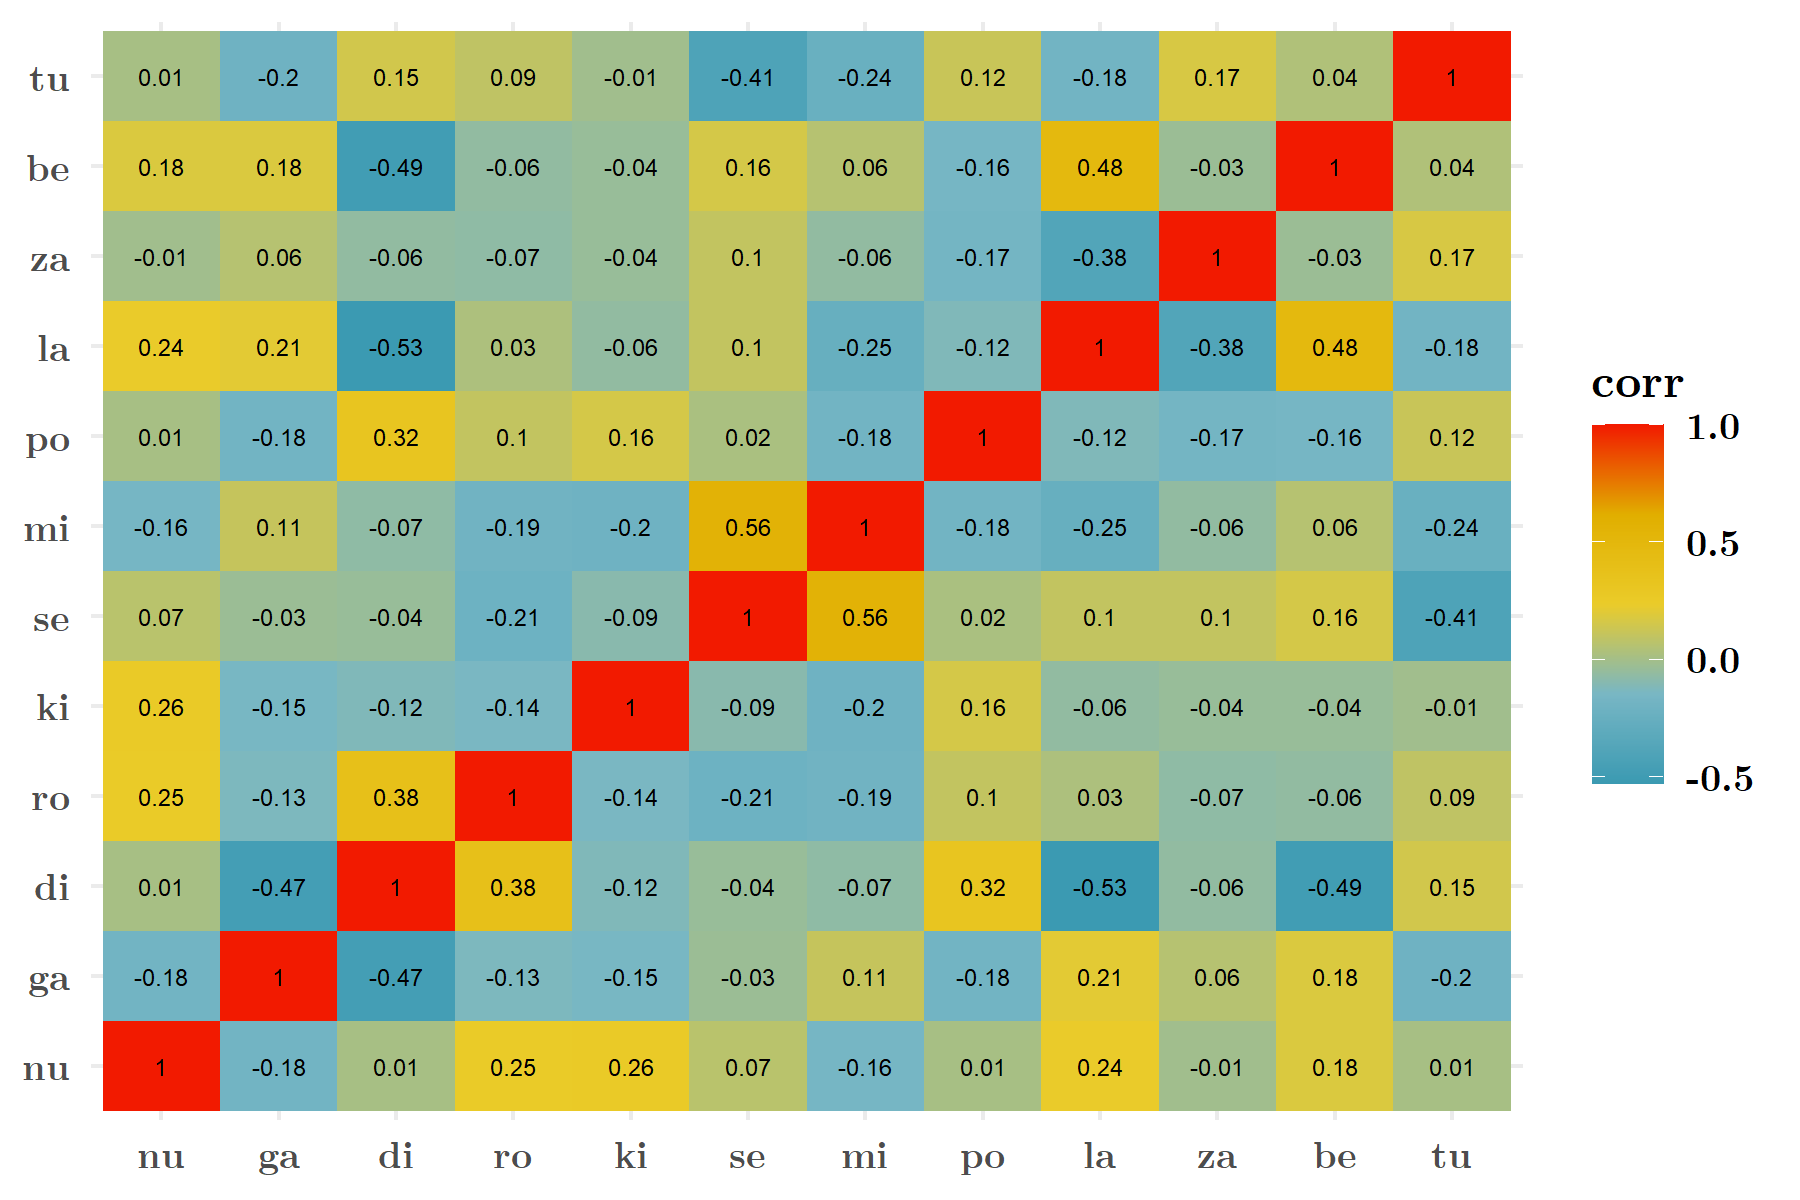 tu 0.01 -0.2 0.15 0.09 -0.01 -0.41 -0.24 0.12 -0.18 0.17 0.04 1
be 0.18 0.18 -0.49 -0.06 -0.04 0.16 0.06 -0.16 0.48 -0.03 1 0.04
za -0.01 0.06 -0.06 -0.07 -0.04 0.1 -0.06 -0.17 -0.38 1 -0.03 0.17
la 0.24 0.21 -0.53 0.03 -0.06 0.1 -0.25 -0.12 1 -0.38 0.48 -0.18
po 0.01 -0.18 0.32 0.1 0.16 0.02 -0.18 1 -0.12 -0.17 -0.16 0.12
mi -0.16 0.11 -0.07 -0.19 -0.2 0.56 1 -0.18 -0.25 -0.06 0.06 -0.24
se 0.07 -0.03 -0.04 -0.21 -0.09 1 0.56 0.02 0.1 0.1 0.16 -0.41
ki 0.26 -0.15 -0.12 -0.14 1 -0.09 -0.2 0.16 -0.06 -0.04 -0.04 -0.01
ro 0.25 -0.13 0.38 1 -0.14 -0.21 -0.19 0.1 0.03 -0.07 -0.06 0.09
di 0.01 -0.47 1 0.38 -0.12 -0.04 -0.07 0.32 -0.53 -0.06 -0.49 0.15
ga -0.18 1 -0.47 -0.13 -0.15 -0.03 0.11 -0.18 0.21 0.06 0.18 -0.2
nu 1 -0.18 0.01 0.25 0.26 0.07 -0.16 0.01 0.24 -0.01 0.18 0.01
nu ga di ro ki se mi po la za be tu
corr
1.0
0.5
0.0
-0.5